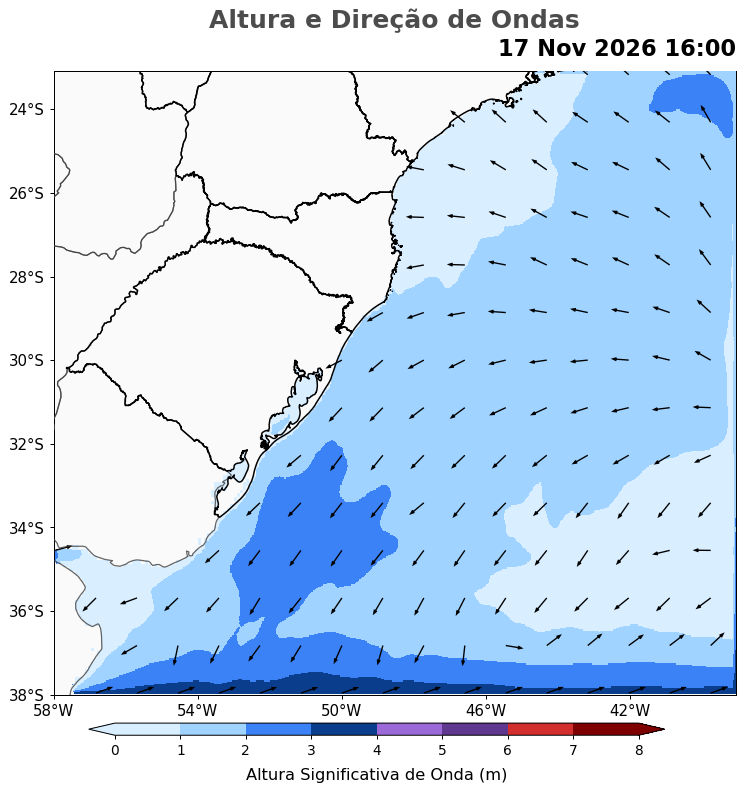 Altura e Direção de Ondas
17 Nov 2026 16:00
24°S
26°S
28°S
30°S
32°S
34°S
36°S
38°S
58°W 54°W 50°W 46°W 42°W
0 1 2 3 4 5 6 7 8
Altura Significativa de Onda (m)